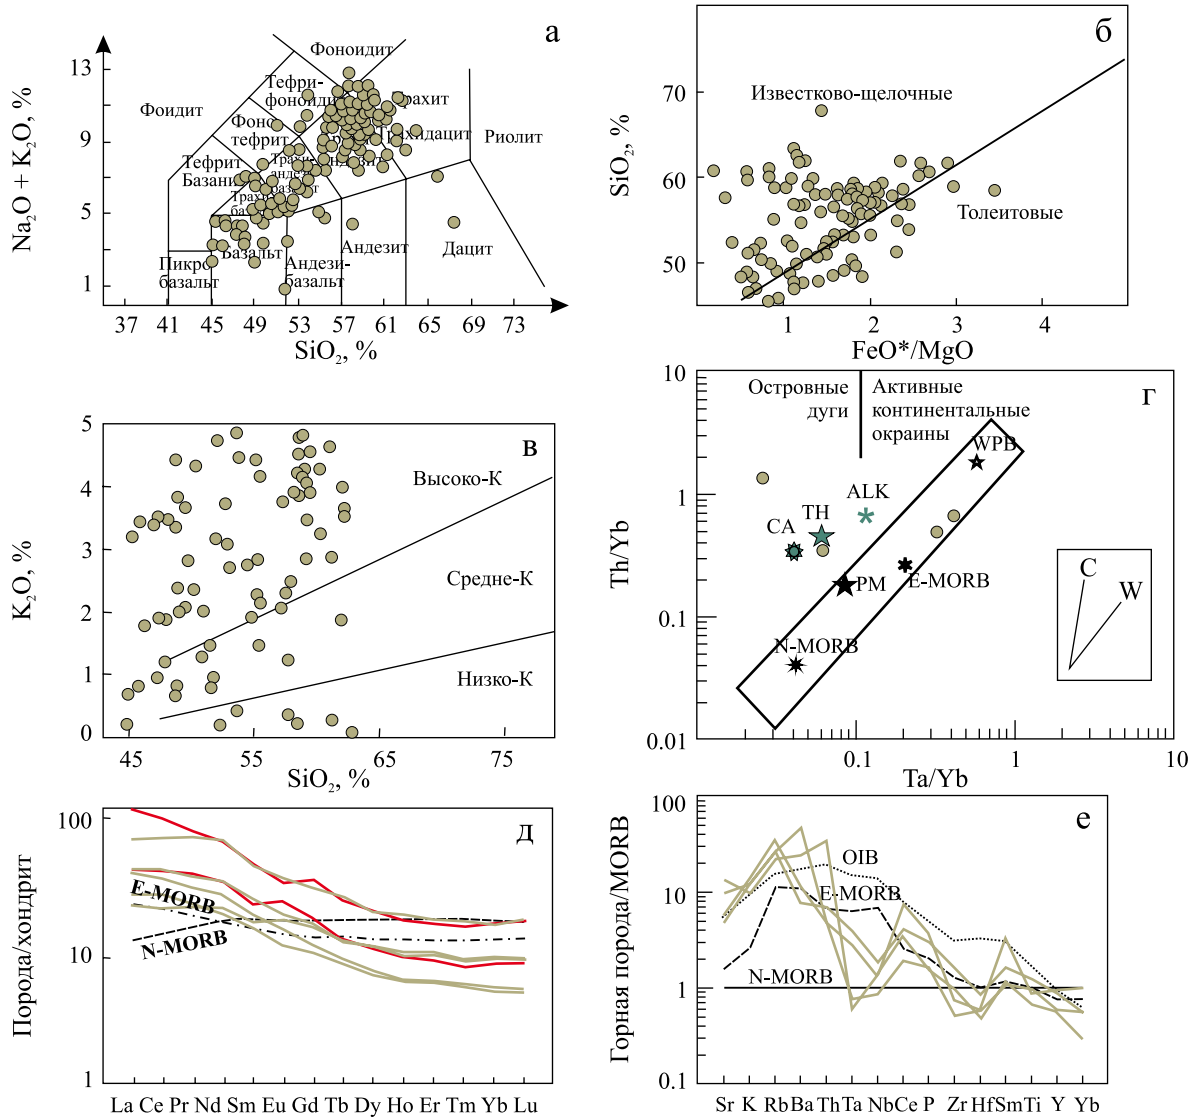 а
Na₂O + K₂O, %
13
11
9
7
5
3
1
Фоноидит
Тефри-
фоноидит
Фоидит
Фоно-
тефрит
Трахидацит
Риолит
Тефрит
Базанит
Базальт
Пикро-
базальт
Андези-
базальт
Андезит
Дацит
37 41 45 49 53 57 61 65 69 73
SiO₂, %
б
SiO₂, %
70
60
50
Известково-щелочные
Толеитовые
1 2 3 4
FeO*/MgO
в
K₂O, %
5
4
3
2
1
0
Высоко-К
Средне-К
Низко-К
45 55 65 75
SiO₂, %
г
Th/Yb
10
1
0.1
0.01
Островные
дуги
Активные
континентальные
окраины
WPB
ALK
TH
CA
PM
E-MORB
N-MORB
C
W
0.1 1 10
Ta/Yb
д
Порода/хондрит
100
10
1
E-MORB
N-MORB
La Ce Pr Nd Sm Eu Gd Tb Dy Ho Er Tm Yb Lu
е
Горная порода/MORB
100
10
1
0.1
OIB
E-MORB
N-MORB
Sr K Rb Ba Th Ta Nb Ce P Zr Hf Sm Ti Y Yb